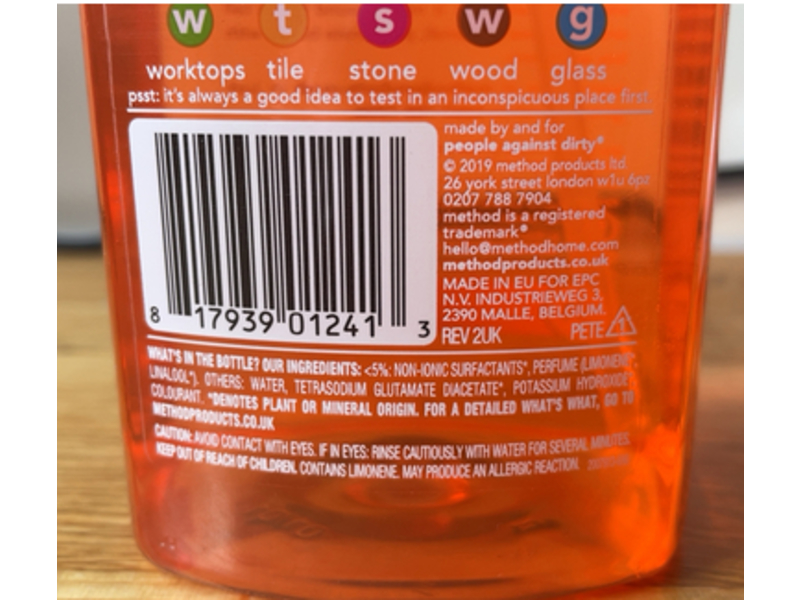 w t s w g
worktops tile stone wood glass
psst: it's always a good idea to test in an inconspicuous place first.
made by and for
people against dirty®
© 2019 method products ltd.
26 york street london w1u 6pz
0207 788 7904
method is a registered
trademark®
hello@methodhome.com
methodproducts.co.uk
MADE IN EU FOR EPC
N.V. INDUSTRIEWEG 3,
2390 MALLE, BELGIUM.
REV 2UK PETE 1
8 17939 01241 3
WHAT'S IN THE BOTTLE? OUR INGREDIENTS: <5%: NON-IONIC SURFACTANTS*, PERFUME (LIMONENE*,
LINALOOL*). OTHERS: WATER, TETRASODIUM GLUTAMATE DIACETATE*, POTASSIUM HYDROXIDE,
COLOURANT. *DENOTES PLANT OR MINERAL ORIGIN. FOR A DETAILED WHAT'S WHAT, GO TO
METHODPRODUCTS.CO.UK
CAUTION: AVOID CONTACT WITH EYES. IF IN EYES: RINSE CAUTIOUSLY WITH WATER FOR SEVERAL MINUTES.
KEEP OUT OF REACH OF CHILDREN. CONTAINS LIMONENE. MAY PRODUCE AN ALLERGIC REACTION.